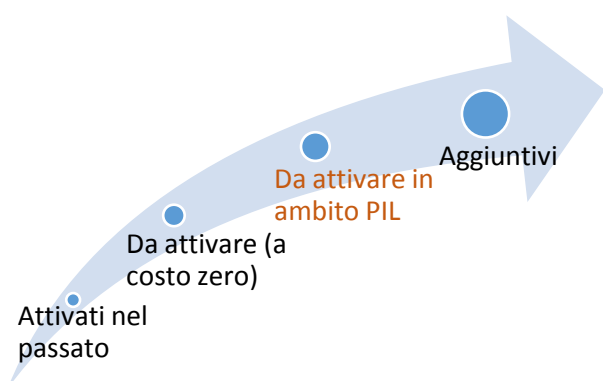 Attivati nel
passato
Da attivare (a
costo zero)
Da attivare in
ambito PIL
Aggiuntivi